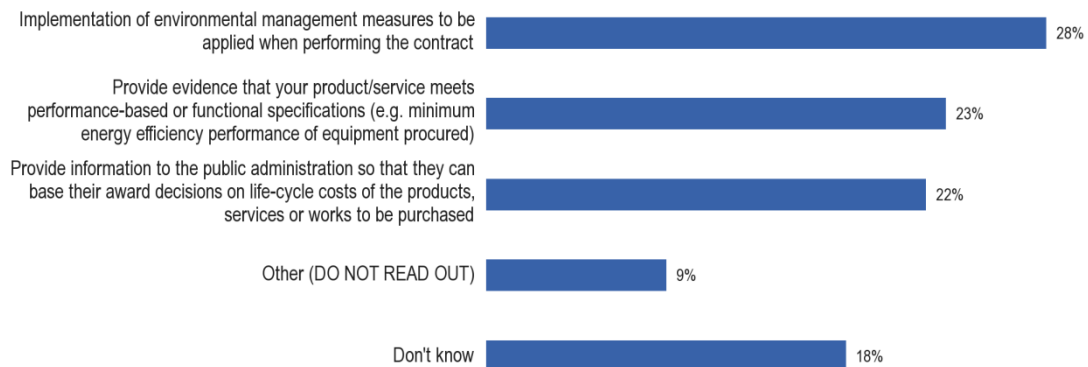 Implementation of environmental management measures to be
applied when performing the contract
28%
Provide evidence that your product/service meets
performance-based or functional specifications (e.g. minimum
energy efficiency performance of equipment procured)
23%
Provide information to the public administration so that they can
base their award decisions on life-cycle costs of the products,
services or works to be purchased
22%
Other (DO NOT READ OUT)
9%
Don't know
18%